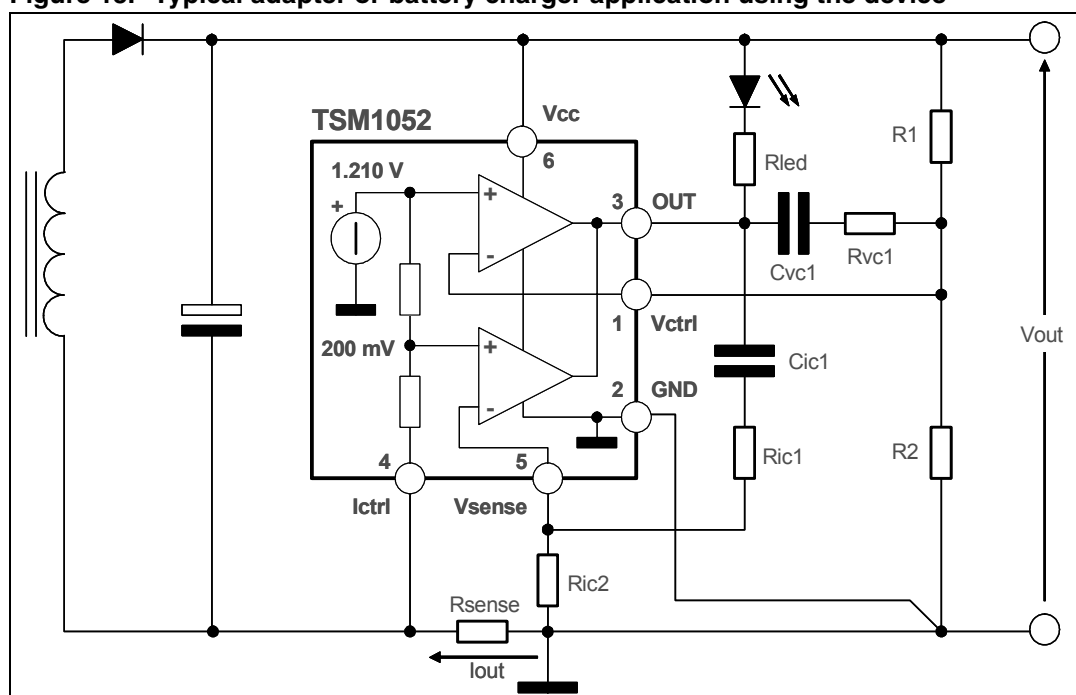 Figure 10. Typical adapter or battery charger application using the device
TSM1052
Vcc
6
1.210 V
+
+
-
3
OUT
Rled
R1
Cvc1
Rvc1
1
Vctrl
200 mV
+
-
2
GND
Cic1
Vout
Ric1
R2
4
5
Ictrl
Vsense
Ric2
Rsense
Iout